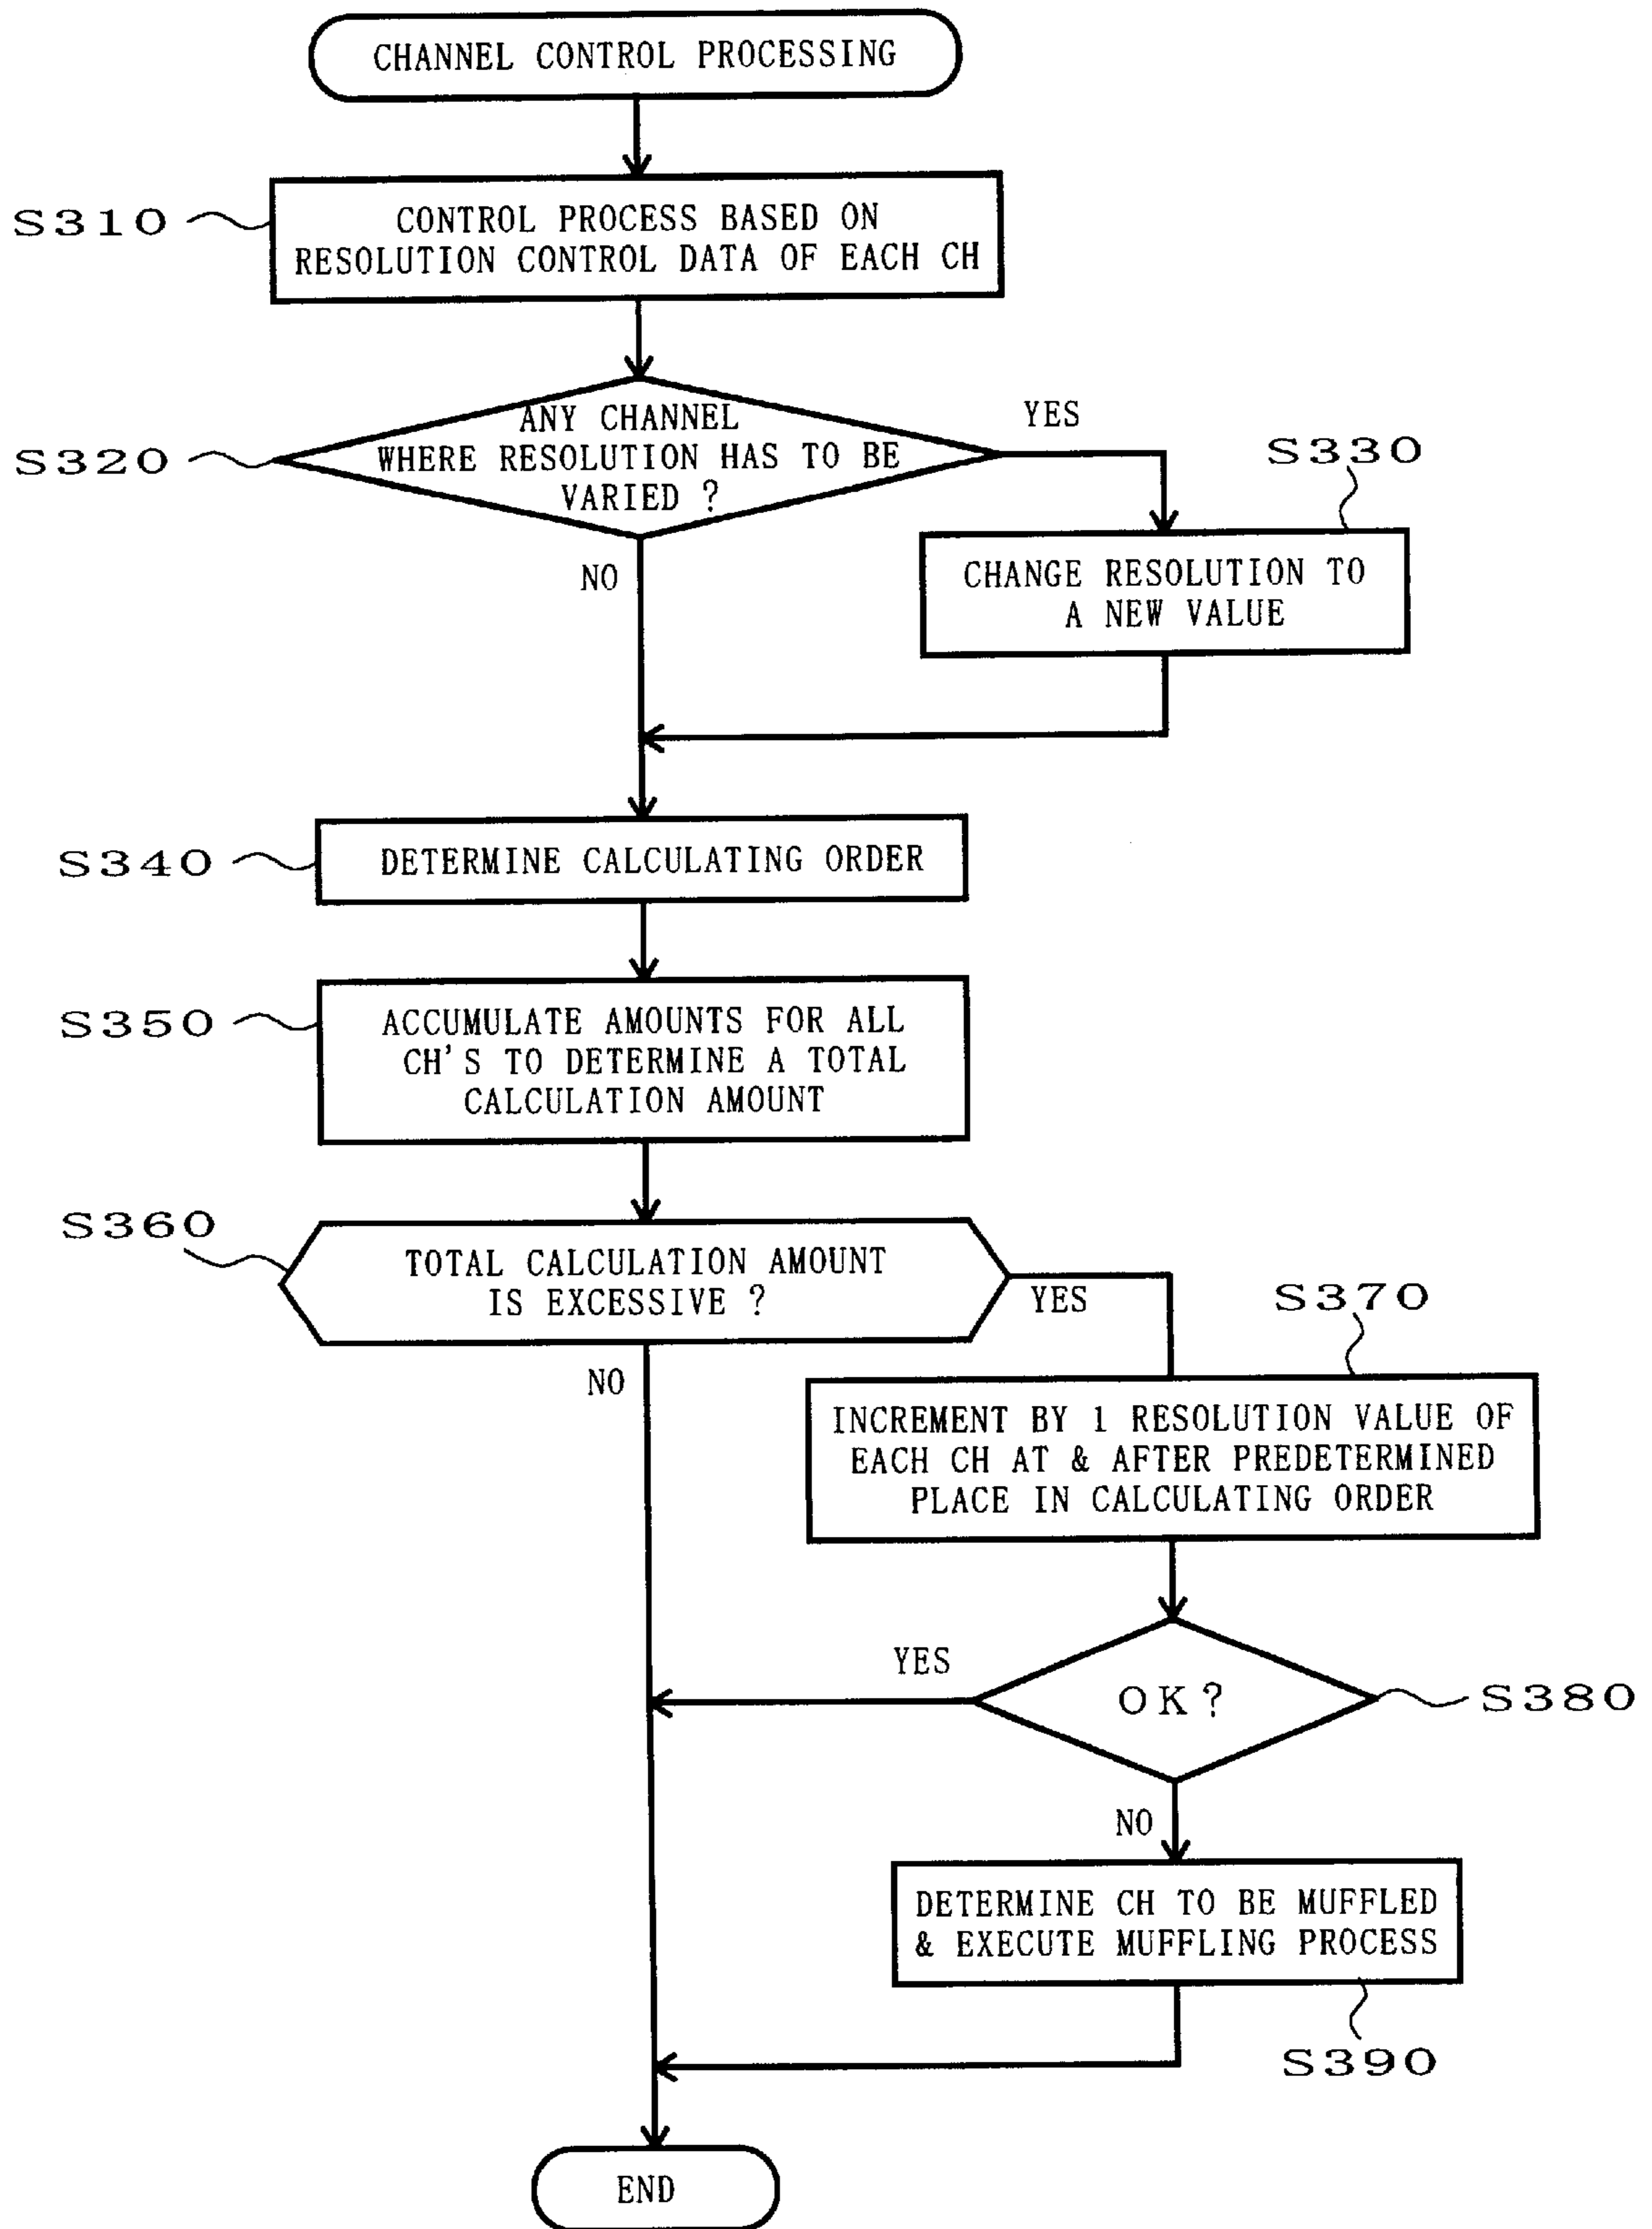 CHANNEL CONTROL PROCESSING
S310
CONTROL PROCESS BASED ON
RESOLUTION CONTROL DATA OF EACH CH
S320
ANY CHANNEL
WHERE RESOLUTION HAS TO BE
VARIED ?
YES
NO
S330
CHANGE RESOLUTION TO
A NEW VALUE
S340
DETERMINE CALCULATING ORDER
S350
ACCUMULATE AMOUNTS FOR ALL
CH'S TO DETERMINE A TOTAL
CALCULATION AMOUNT
S360
TOTAL CALCULATION AMOUNT
IS EXCESSIVE ?
YES
NO
S370
INCREMENT BY 1 RESOLUTION VALUE OF
EACH CH AT & AFTER PREDETERMINED
PLACE IN CALCULATING ORDER
YES
OK?
S380
NO
DETERMINE CH TO BE MUFFLED
& EXECUTE MUFFLING PROCESS
S390
END